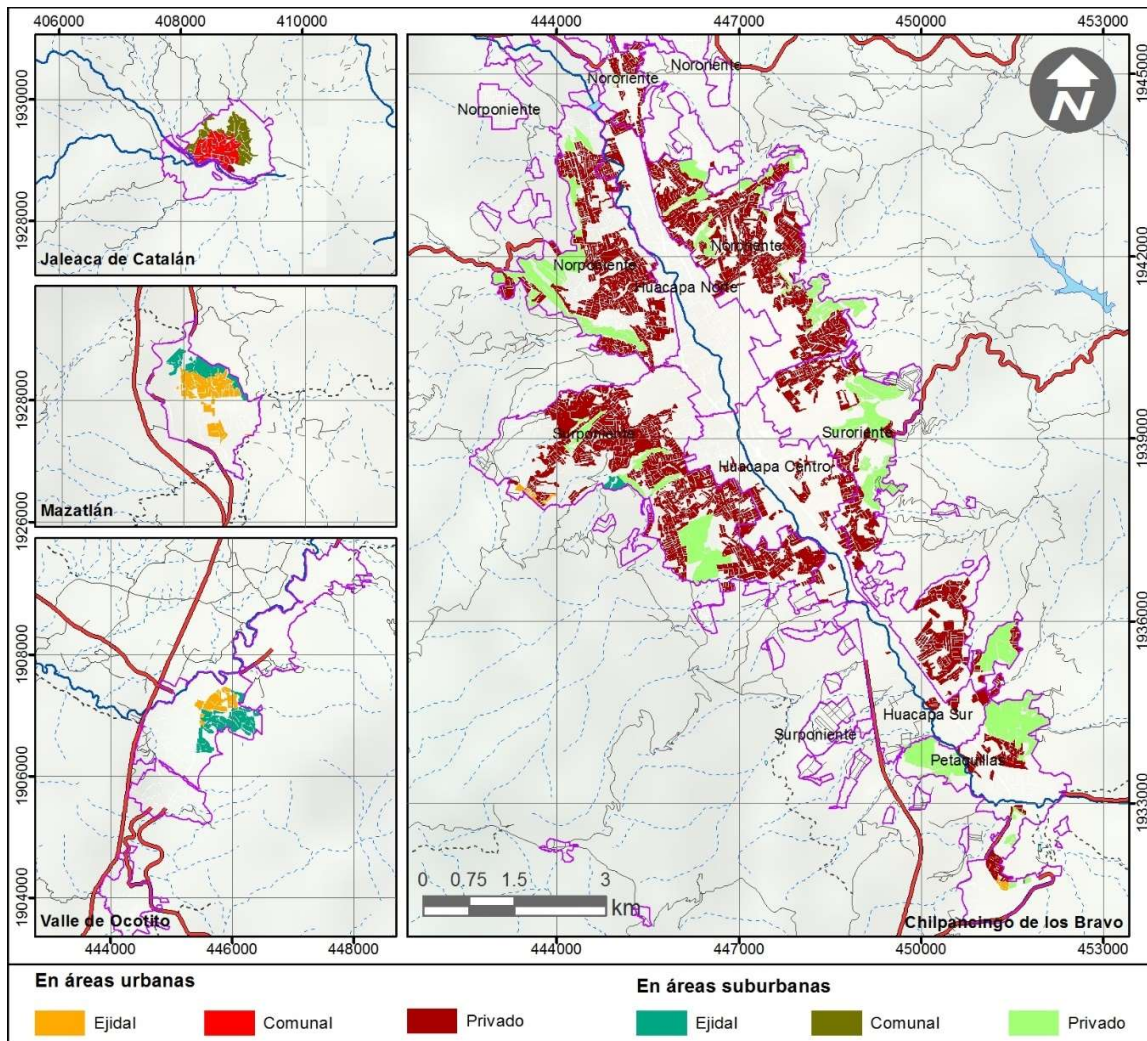 406000 408000 410000
444000 447000 450000 453000
1930000
1928000
Jaleaca de Catalán
1928000
1926000
Mazatlán
1908000
1906000
1904000
Valle de Ocotito
444000 446000 448000
N
1945000
1942000
1939000
1936000
1933000
Nororiente
Nororiente
Norponiente
Nororiente
Norponiente
Huacapa Norte
Surponiente
Suroriente
Huacapa Centro
Huacapa Sur
Surponiente
Petaquillas
0 0,75 1.5 3
km
Chilpancingo de los Bravo
444000 447000 450000 453000
En áreas urbanas
Ejidal Comunal Privado
En áreas suburbanas
Ejidal Comunal Privado